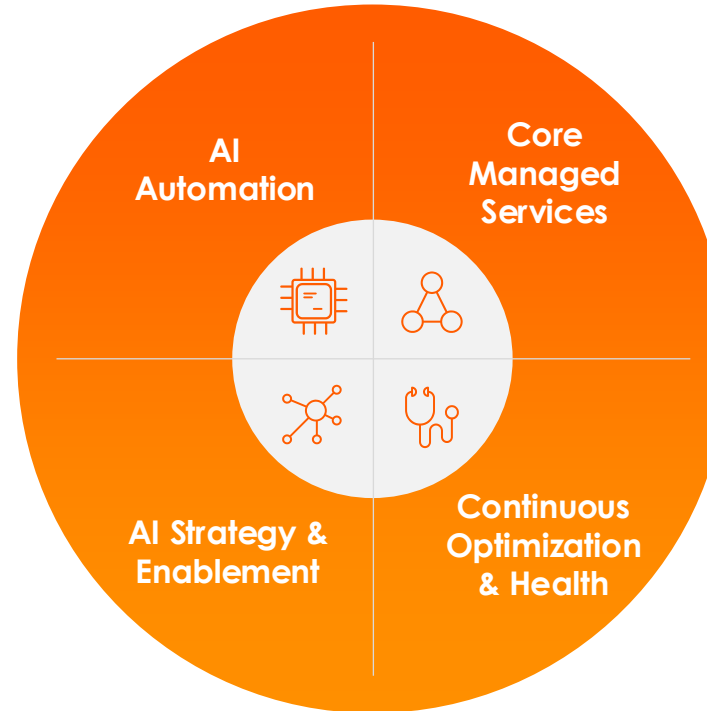 AI
Automation
Core
Managed
Services
AI Strategy &
Enablement
Continuous
Optimization
& Health